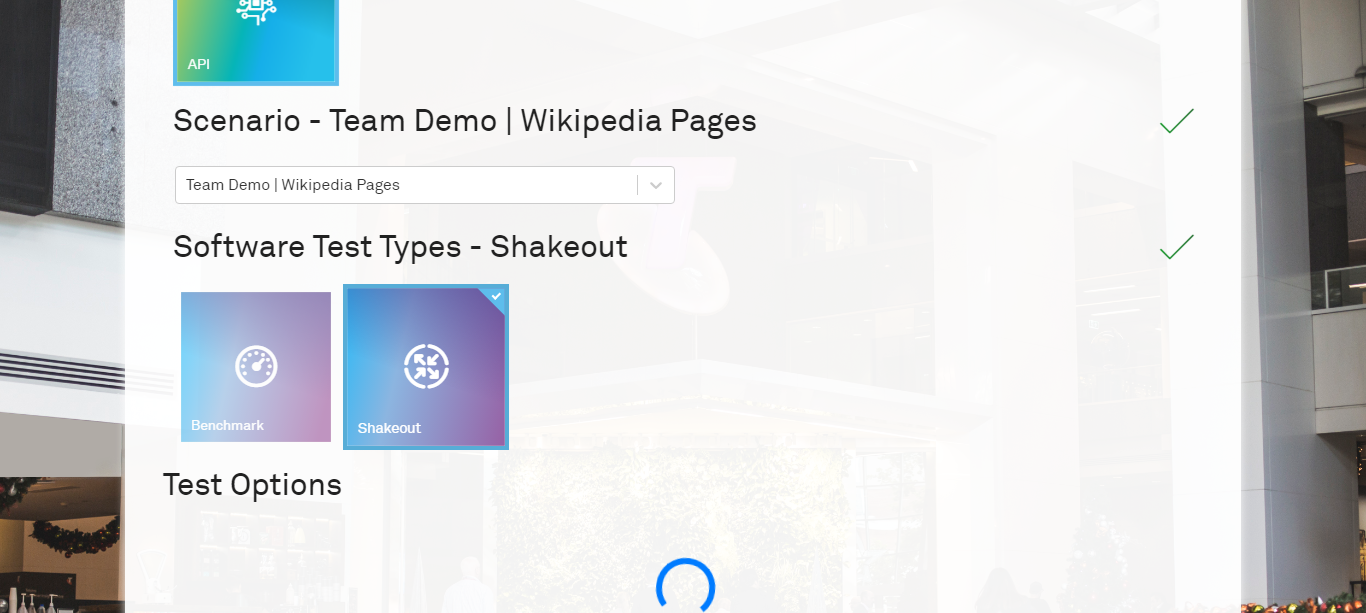 API
Scenario - Team Demo | Wikipedia Pages
Team Demo | Wikipedia Pages
Software Test Types - Shakeout
Benchmark
Shakeout
Test Options